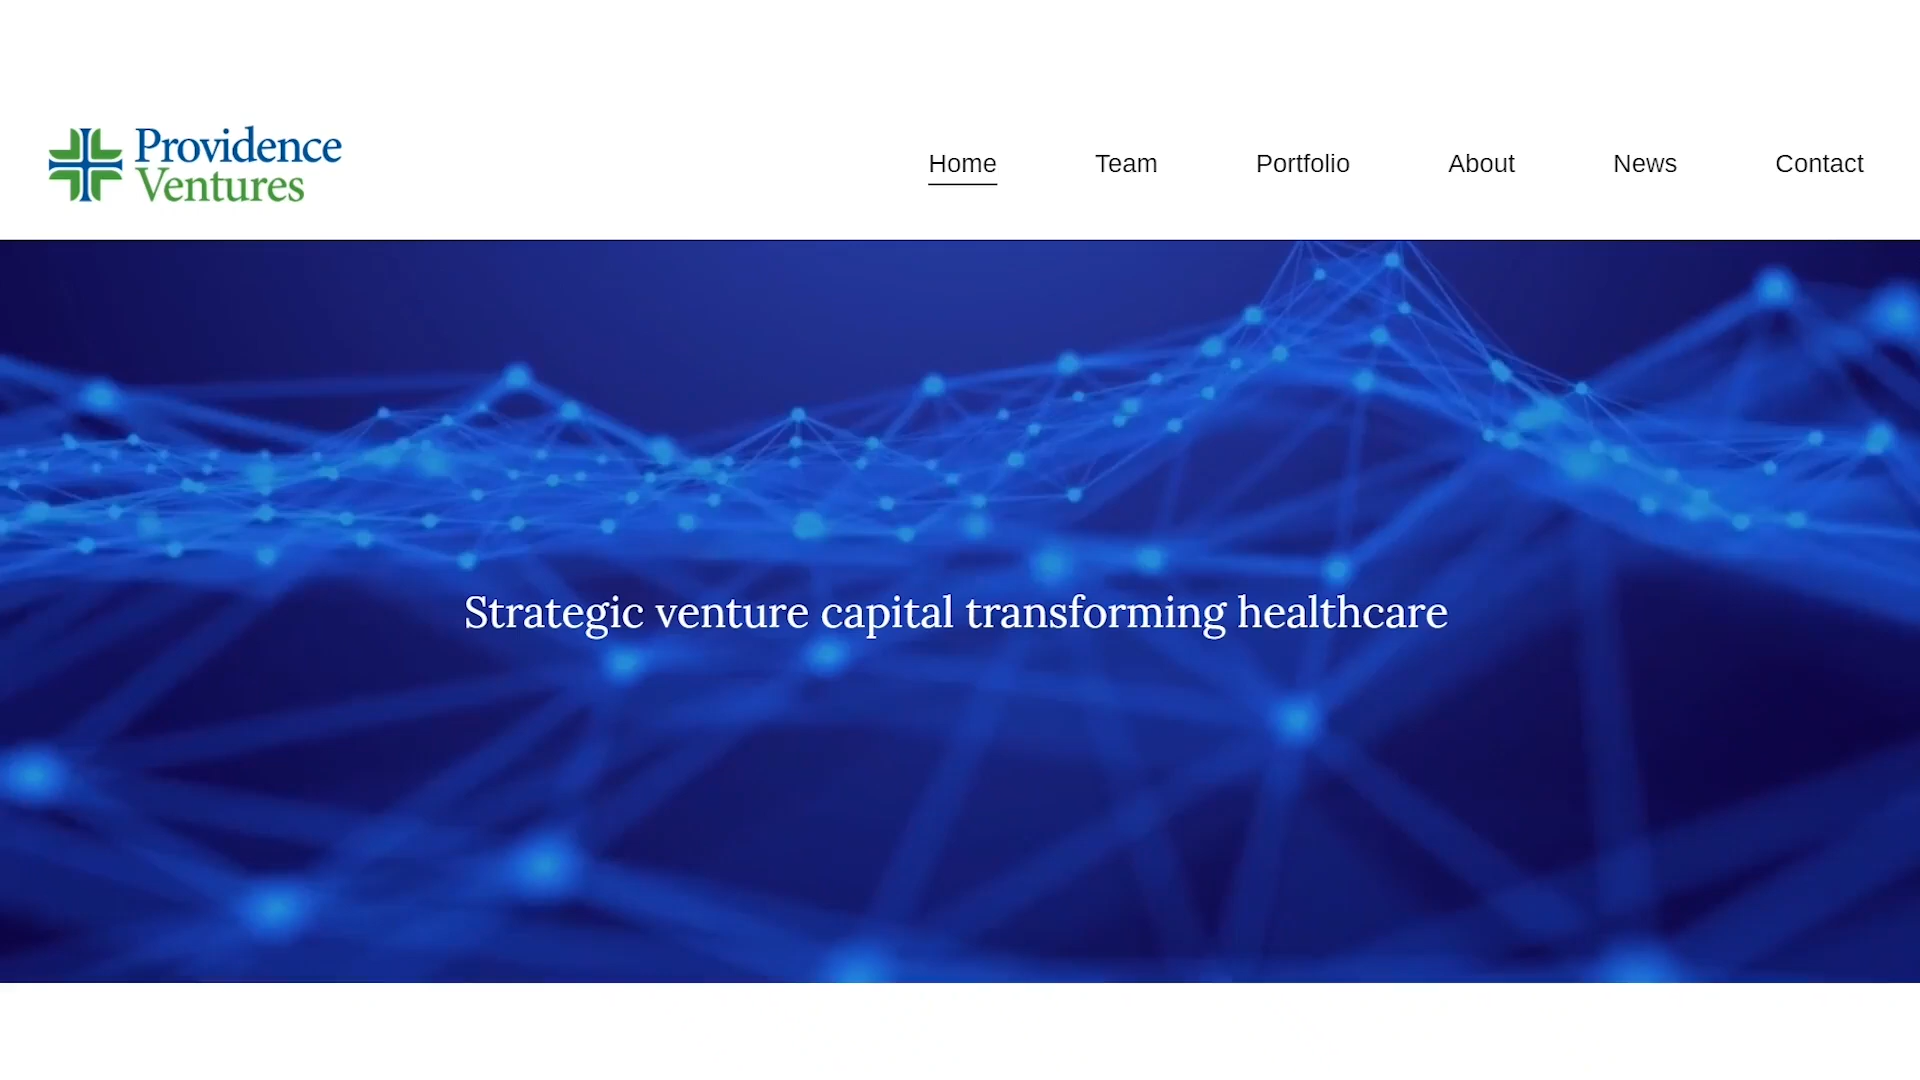 Providence
Ventures
Home
Team
Portfolio
About
News
Contact
Strategic venture capital transforming healthcare